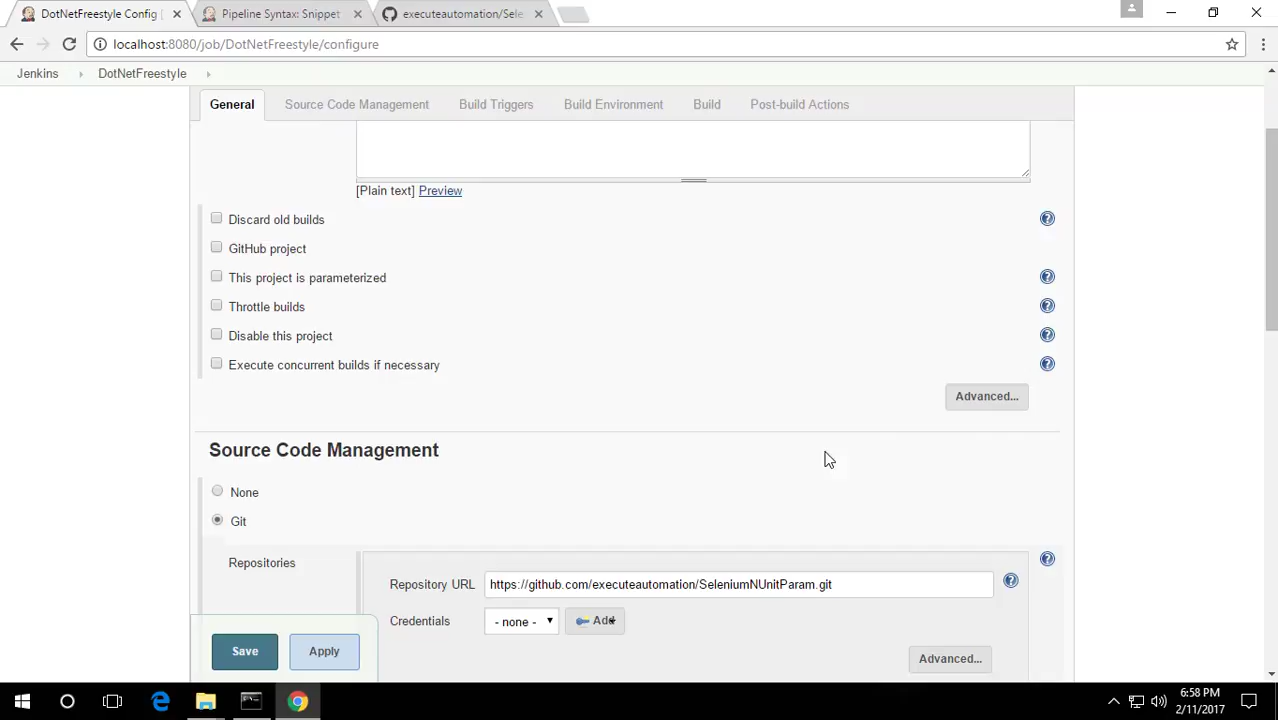 DotNetFreestyle Config [
Pipeline Syntax: Snippet
executeautomation/Sele
localhost:8080/job/DotNetFreestyle/configure
Jenkins
DotNetFreestyle
General
Source Code Management
Build Triggers
Build Environment
Build
Post-build Actions
[Plain text] Preview
Discard old builds
GitHub project
This project is parameterized
Throttle builds
Disable this project
Execute concurrent builds if necessary
Advanced...
Source Code Management
None
Git
Repositories
Repository URL
https://github.com/executeautomation/SeleniumNUnitParam.git
Credentials
- none -
Add
Save
Apply
Advanced...
6:58 PM
2/11/2017